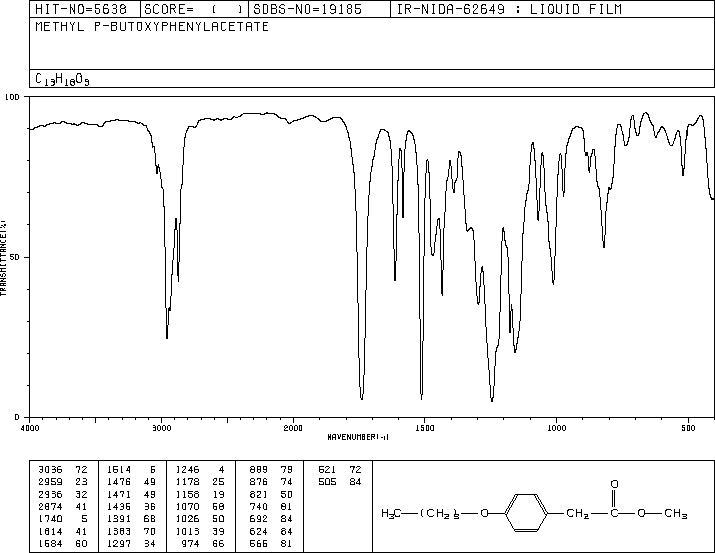 HIT-NO=5638 SCORE= ( ) SDBS-NO=19185 IR-NIDA-62649 : LIQUID FILM
METHYL P-BUTOXYPHENYLACETATE
C13H18O3
100
TRANSMITTANCE(%)
50
0
4000 3000 2000 1500 1000 500
WAVENUMBER(-1)
3036 72 1514 5 1246 4 889 79 521 72
2959 23 1476 49 1178 25 876 74 505 84
2936 32 1471 49 1158 19 821 50
2874 41 1436 36 1070 58 740 81
1740 5 1391 68 1026 50 692 84
1614 41 1383 70 1013 39 624 84
1584 60 1297 34 974 66 566 81
O
H3C—(CH2)3—O CH2—C—O—CH3